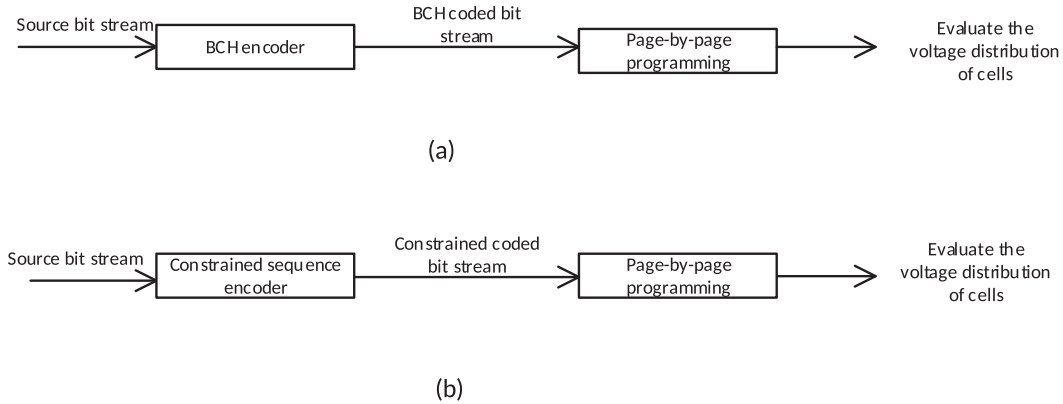 Source bit stream
BCH encoder
BCH coded bit
stream
Page-by-page
programming
Evaluate the
voltage distribution
of cells
(a)
Source bit stream
Constrained sequence
encoder
Constrained coded
bit stream
Page-by-page
programming
Evaluate the
voltage distribution
of cells
(b)